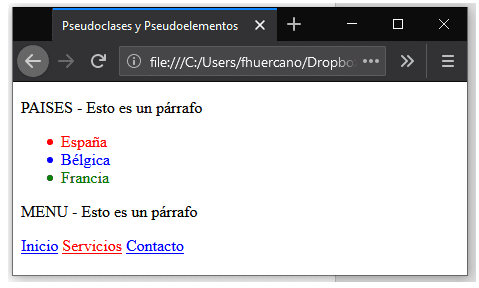 Pseudoclases y Pseudoelementos
file:///C:/Users/fhuercano/Dropbo
PAISES - Esto es un párrafo
España
Bélgica
Francia
MENU - Esto es un párrafo
Inicio Servicios Contacto